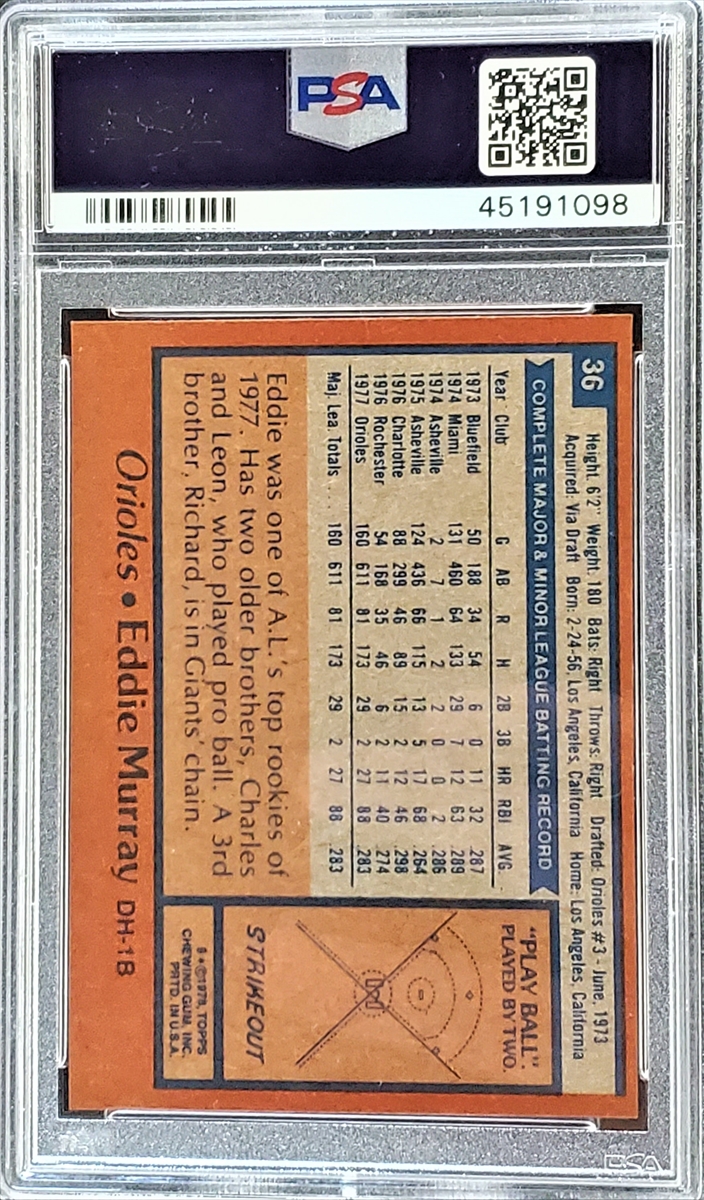 PSA
45191098
36
Height 6'2" Weight: 180 Bats: Right Throws: Right Drafted: Orioles #3 - June, 1973
Acquired: Via Draft Born: 2-24-56, Los Angeles, California Home: Los Angeles, California
COMPLETE MAJOR & MINOR LEAGUE BATTING RECORD
Year Club G AB R H 2B 3B HR RBI AVG.
1973 Bluefield 50 188 34 54 6 0 11 32 .287
1974 Miami 131 460 64 133 29 7 12 63 .289
1974 Asheville 2 7 1 2 2 0 0 2 .286
1975 Asheville 124 436 66 115 13 5 17 68 .264
1976 Charlotte 88 299 46 89 15 2 12 46 .298
1976 Rochester 54 168 35 46 6 2 11 40 .274
1977 Orioles 160 611 81 173 29 2 27 88 .283
Maj. Lea. Totals .... 160 611 81 173 29 2 27 88 .283
Eddie was one of A.L.'s top rookies of
1977. Has two older brothers, Charles
and Leon, who played pro ball. A 3rd
brother, Richard, is in Giants' chain.
"PLAY BALL".
PLAYED BY TWO.
STRIKEOUT
©1978, TOPPS
CHEWING GUM, INC.
PRTD. IN U.S.A.
Orioles • Eddie Murray DH-1B
PSA